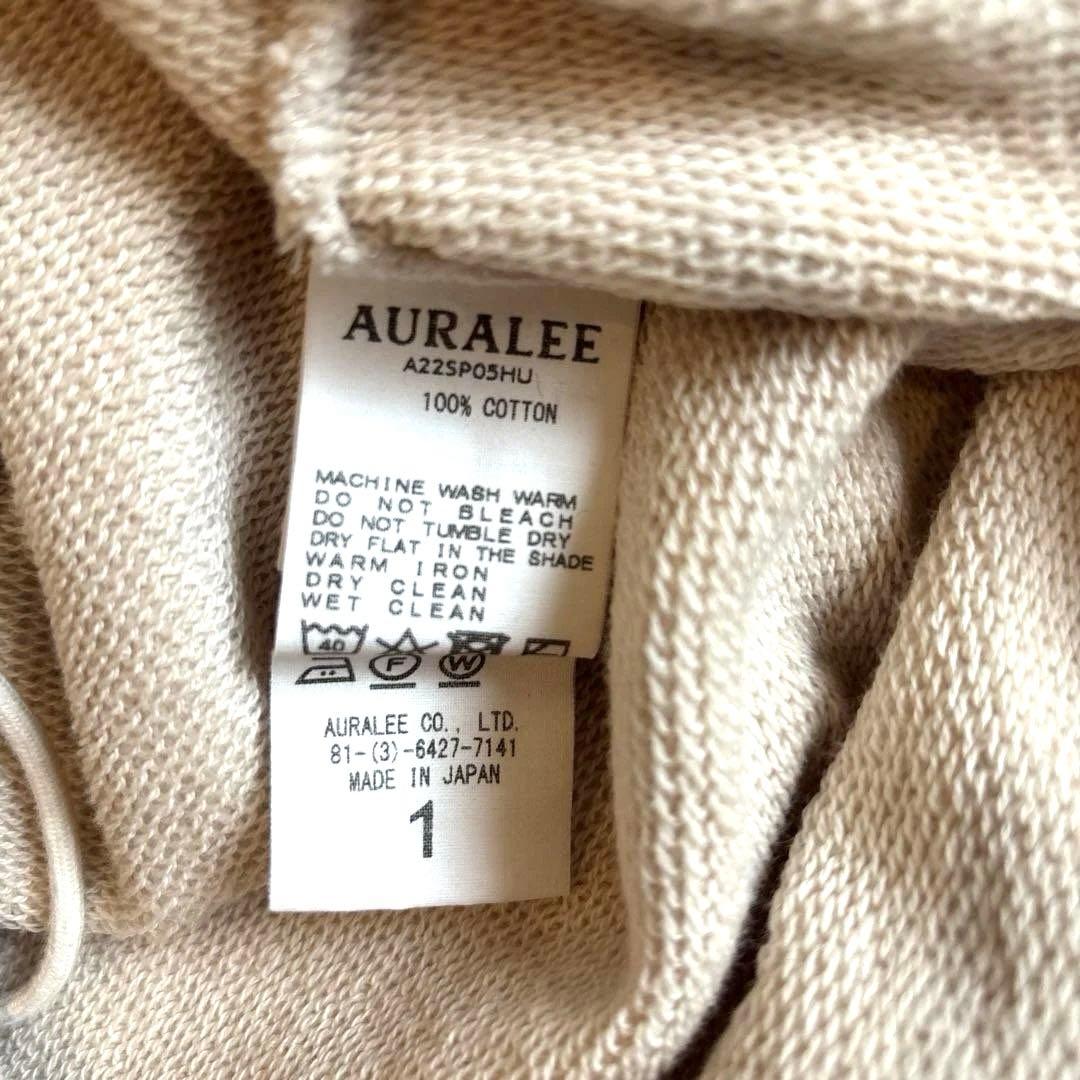 AURALEE
A22SP05HU
100% COTTON
MACHINE WASH WARM
DO NOT BLEACH
DO NOT TUMBLE DRY
DRY FLAT IN THE SHADE
WARM IRON
DRY CLEAN
WET CLEAN
40
F W
AURALEE CO., LTD.
81-(3)-6427-7141
MADE IN JAPAN
1